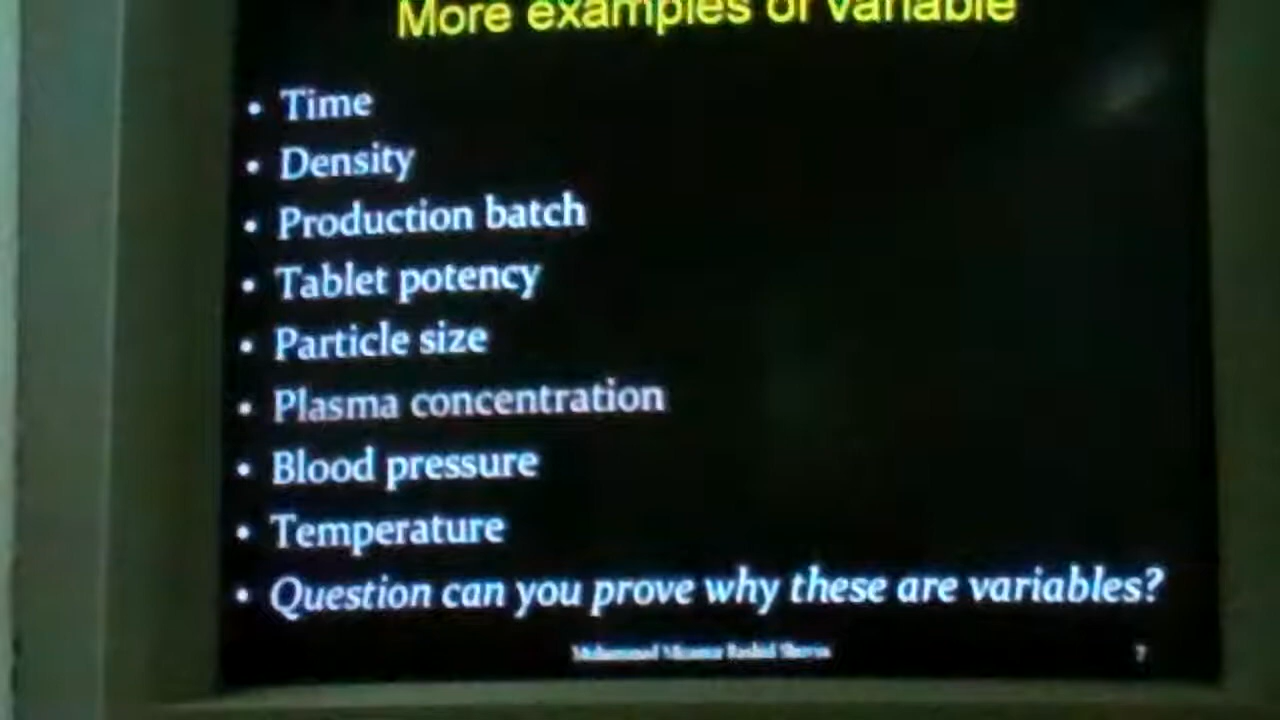 More examples of variable
• Time
• Density
• Production batch
• Tablet potency
• Particle size
• Plasma concentration
• Blood pressure
• Temperature
• Question can you prove why these are variables?
7